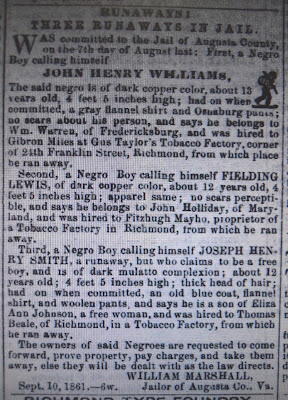 RUNAWAYS!
THREE RUNAWAYS IN JAIL.
WAS committed to the Jail of Augusta County,
on the 7th day of August last: First, a Negro
Boy calling himself
JOHN HENRY WILLIAMS,
The said negro is of dark copper color, about 13
years old, 4 feet 5 inches high; had on when
committed, a gray flannel shirt and Osnaburg pants;
no scars about his person, and says he belongs to
Wm. Warren, of Fredericksburg, and was hired to
Gibron Miles at Gus Taylor's Tobacco Factory, corner
of 24th Franklin Street, Richmond, from which place
he ran away.
Second, a Negro Boy calling himself FIELDING
LEWIS, of dark copper color, about 12 years old, 4
feet 5 inches high; apparel same; no scars percepti-
ble, and says he belongs to John Holliday, of Mary-
land, and was hired to Fitzhugh Mayho, proprietor of
a Tobacco Factory in Richmond, from which he ran
away.
Third, a Negro Boy calling himself JOSEPH HEN-
RY SMITH, a runaway, but who claims to be a free
boy, and is of dark mulatto complexion; about 12
years old; 4 feet 5 inches high; thick head of hair;
had on when committed, an old blue coat, flannel
shirt, and woolen pants, and says he is a son of Eliza
Ann Johnson, a free woman, and was hired to Thomas
Beale, of Richmond, in a Tobacco Factory, from which
he ran away.
The owners of said Negroes are requested to come
forward, prove property, pay charges, and take them
away, else they will be dealt with as the law directs.
WILLIAM MARSHALL,
Sept. 10, 1861.—6w. Jailor of Augusta Co., Va.
RICHMOND TYPE FOUNDRY